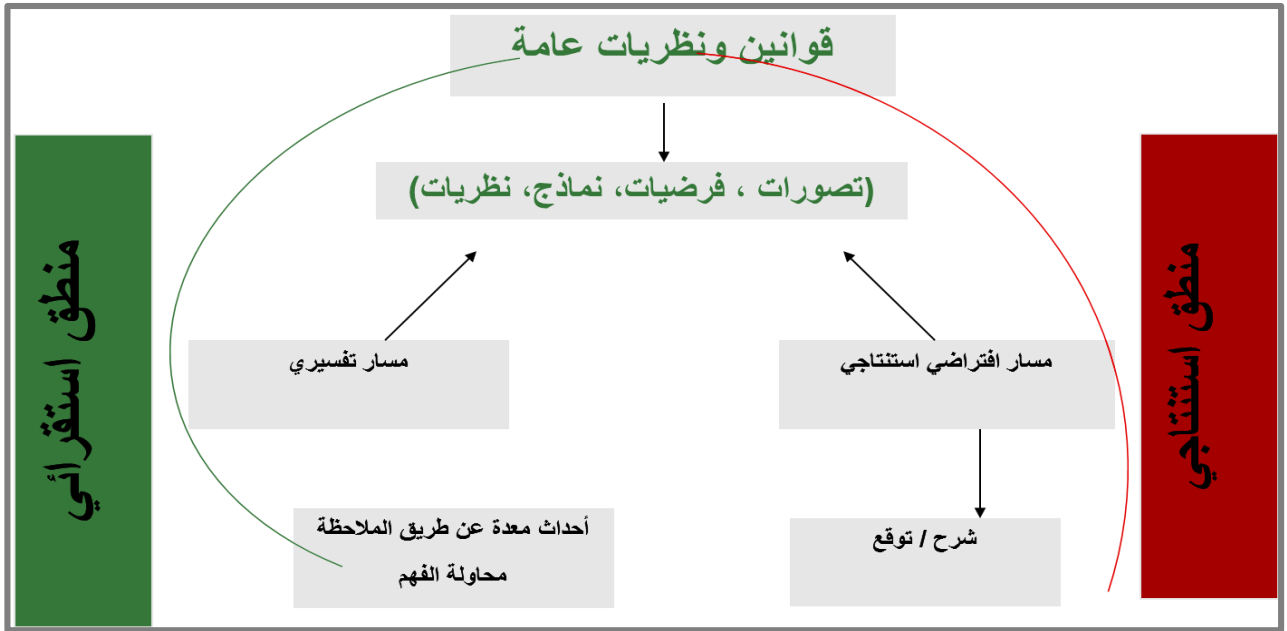 قوانين ونظريات عامة
(تصورات ، فرضيات، نماذج، نظريات)
منطق استنتاجي
منطق استقرائي
مسار افتراضي استنتاجي
مسار تفسيري
شرح / توقع
أحداث معدة عن طريق الملاحظة
محاولة الفهم